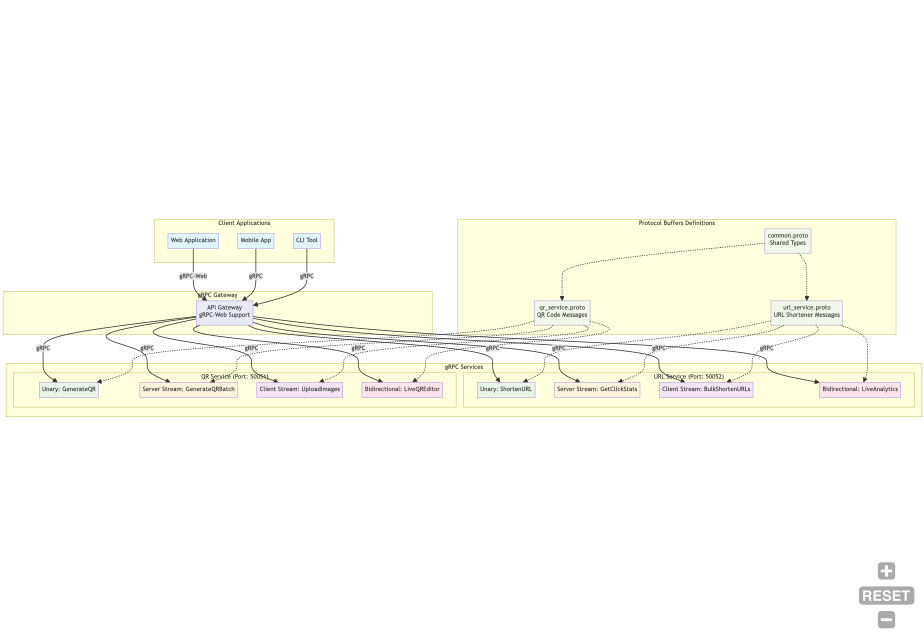 Client Applications
Web Application
Mobile App
CLI Tool
Protocol Buffers Definitions
common.proto
Shared Types
gRPC-Web
gRPC
gRPC
gRPC Gateway
API Gateway
gRPC-Web Support
qr_service.proto
QR Code Messages
url_service.proto
URL Shortener Messages
gRPC
gRPC
gRPC
gRPC
gRPC
gRPC
gRPC
gRPC
gRPC Services
QR Service (Port: 50051)
URL Service (Port: 50052)
Unary: GenerateQR
Server Stream: GenerateQRBatch
Client Stream: UploadImages
Bidirectional: LiveQREditor
Unary: ShortenURL
Server Stream: GetClickStats
Client Stream: BulkShortenURLs
Bidirectional: LiveAnalytics
RESET